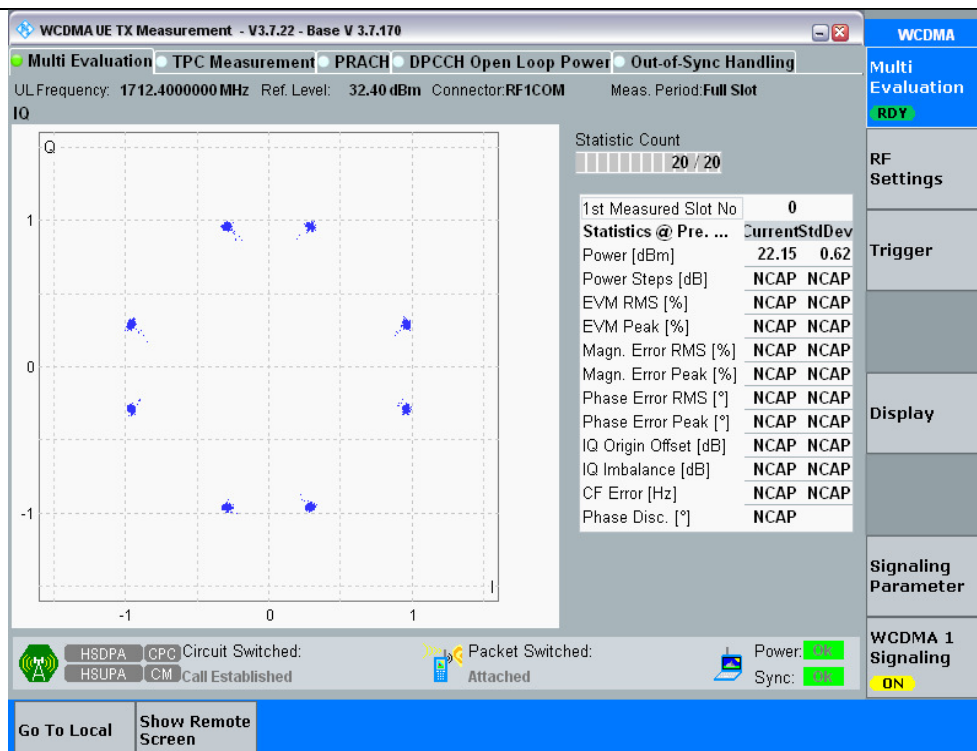 WCDMA UE TX Measurement - V3.7.22 - Base V 3.7.170
WCDMA
Multi Evaluation TPC Measurement PRACH DPCCH Open Loop Power Out-of-Sync Handling
Multi
Evaluation
RDY
UL Frequency: 1712.4000000 MHz Ref. Level: 32.40 dBm Connector:RF1COM Meas. Period:Full Slot
IQ
Q
1
0
-1
-1 0 1
I
Statistic Count
20 / 20
1st Measured Slot No 0
Statistics @ Pre. ... Current StdDev
Power [dBm] 22.15 0.62
Power Steps [dB] NCAP NCAP
EVM RMS [%] NCAP NCAP
EVM Peak [%] NCAP NCAP
Magn. Error RMS [%] NCAP NCAP
Magn. Error Peak [%] NCAP NCAP
Phase Error RMS [°] NCAP NCAP
Phase Error Peak [°] NCAP NCAP
IQ Origin Offset [dB] NCAP NCAP
IQ Imbalance [dB] NCAP NCAP
CF Error [Hz] NCAP NCAP
Phase Disc. [°] NCAP
RF
Settings
Trigger
Display
Signaling
Parameter
WCDMA 1
Signaling
ON
HSDPA CPC Circuit Switched:
HSUPA CM Call Established
Packet Switched:
Attached
Power: OK
Sync: OK
Go To Local
Show Remote
Screen